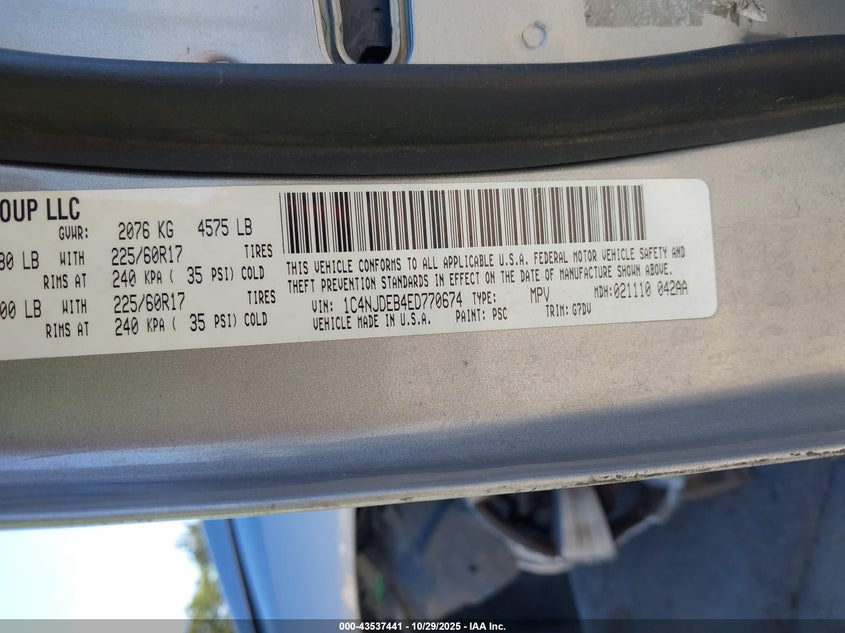 OUP LLC
GVWR: 2076 KG 4575 LB
80 LB WITH 225/60R17 TIRES
RIMS AT 240 KPA ( 35 PSI) COLD
00 LB WITH 225/60R17 TIRES
RIMS AT 240 KPA ( 35 PSI) COLD
THIS VEHICLE CONFORMS TO ALL APPLICABLE U.S.A. FEDERAL MOTOR VEHICLE SAFETY AND
THEFT PREVENTION STANDARDS IN EFFECT ON THE DATE OF MANUFACTURE SHOWN ABOVE.
VIN: 1C4NJDEB4ED770674 TYPE: MPV MDH:021110 042AA
VEHICLE MADE IN U.S.A. PAINT: PSC TRIM: G7DV
000-43537441 - 10/29/2025 - IAA Inc.